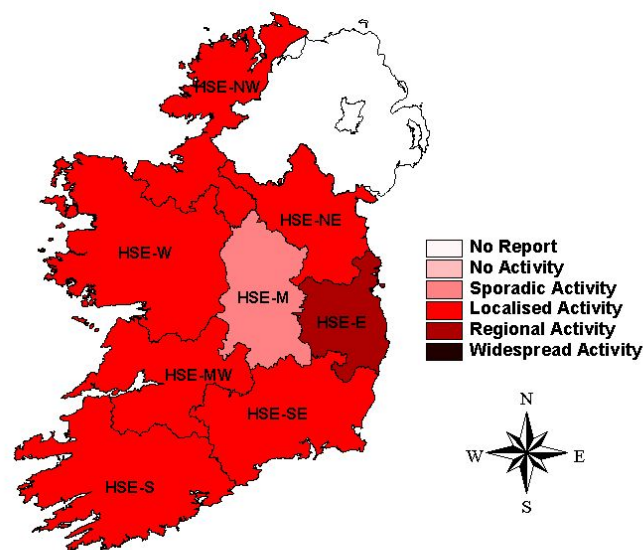 HSE-NW
HSE-NE
HSE-W
HSE-M
HSE-E
HSE-MW
HSE-SE
HSE-S
No Report
No Activity
Sporadic Activity
Localised Activity
Regional Activity
Widespread Activity
N
W
E
S